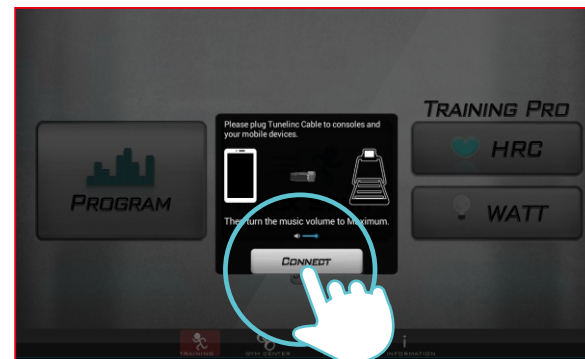 Please plug Tunelinc Cable to consoles and
your mobile devices.
Then turn the music volume to Maximum.
CONNECT
PROGRAM
TRAINING PRO
HRC
WATT
TRAINING
GYM CENTER
INFORMATION